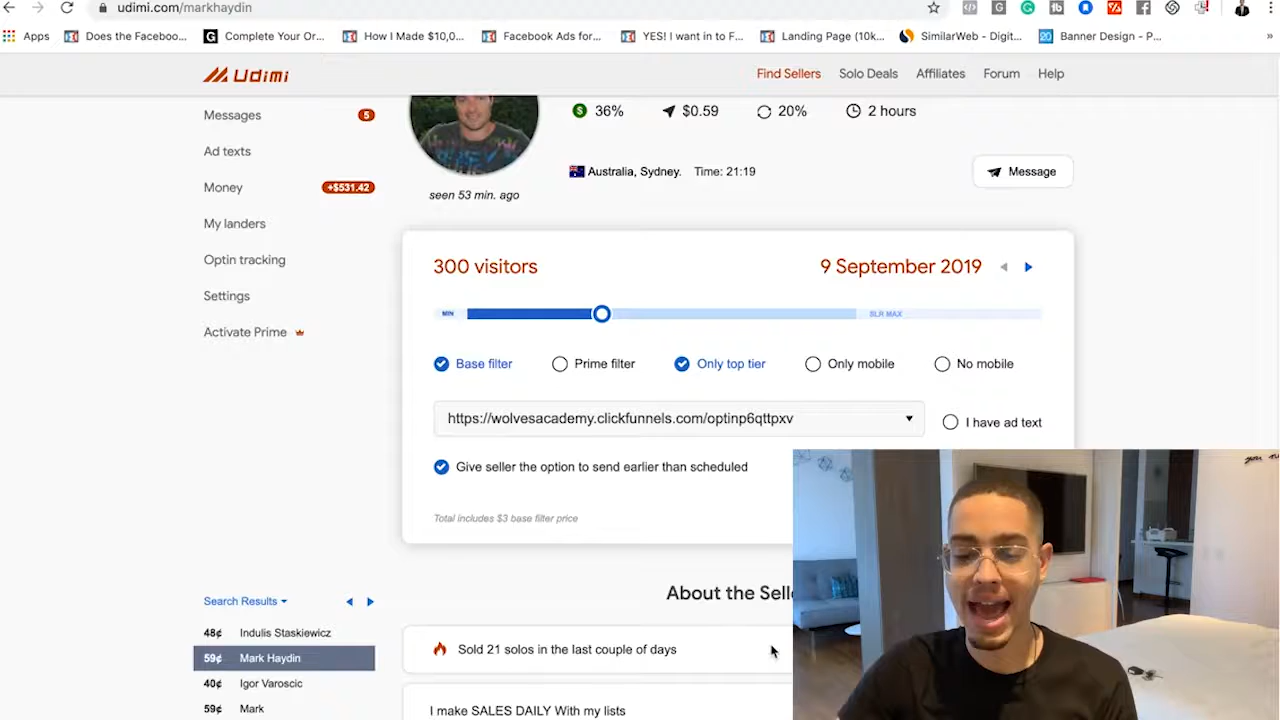 udimi.com/markhaydin
Apps Does the Faceboo... Complete Your Or... How I Made $10,0... Facebook Ads for... YES! I want in to F... Landing Page (10k... SimilarWeb - Digit... Banner Design - P... »
Udimi Find Sellers Solo Deals Affiliates Forum Help
Messages 5
Ad texts
Money +$531.42
My landers
Optin tracking
Settings
Activate Prime
36% $0.59 20% 2 hours
Australia, Sydney. Time: 21:19
Message
seen 53 min. ago
300 visitors 9 September 2019
MIN SLR MAX
Base filter Prime filter Only top tier Only mobile No mobile
https://wolvesacademy.clickfunnels.com/optinp6qttpxv I have ad text
Give seller the option to send earlier than scheduled
Total includes $3 base filter price
Search Results
48¢ Indulis Staskiewicz
59¢ Mark Haydin
40¢ Igor Varoscic
59¢ Mark
About the Selle
Sold 21 solos in the last couple of days
I make SALES DAILY With my lists